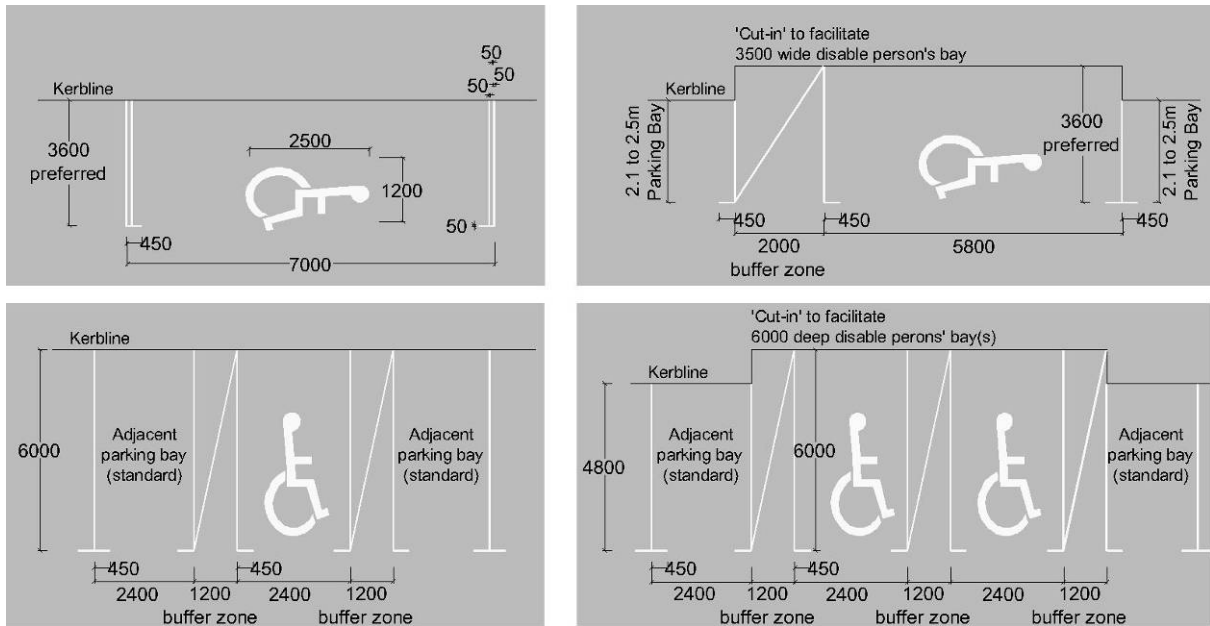 50
50
50
Kerbline
3600
preferred
2500
1200
50
450
7000
'Cut-in' to facilitate
3500 wide disable person's bay
Kerbline
2.1 to 2.5m
Parking Bay
3600
preferred
2.1 to 2.5m
Parking Bay
450
450
450
2000
5800
buffer zone
Kerbline
6000
Adjacent
parking bay
(standard)
Adjacent
parking bay
(standard)
450
450
2400
1200
2400
1200
buffer zone
buffer zone
'Cut-in' to facilitate
6000 deep disable perons' bay(s)
Kerbline
4800
Adjacent
parking bay
(standard)
6000
Adjacent
parking bay
(standard)
450
450
450
2400
1200
2400
1200
2400
1200
buffer zone
buffer zone
buffer zone